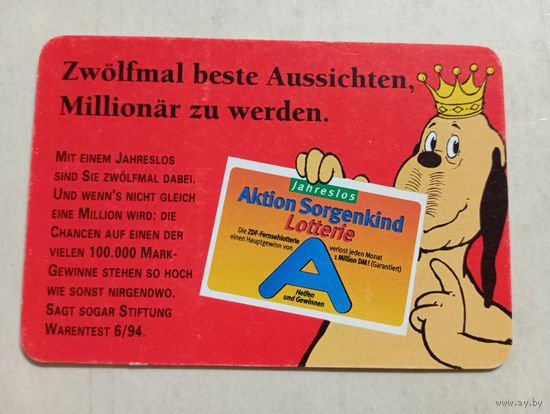 Zwölfmal beste Aussichten,
Millionär zu werden.
MIT EINEM JAHRESLOS
SIND SIE ZWÖLFMAL DABEI.
UND WENN'S NICHT GLEICH
EINE MILLION WIRD: DIE
CHANCEN AUF EINEN DER
VIELEN 100.000 MARK-
GEWINNE STEHEN SO HOCH
WIE SONST NIRGENDWO.
SAGT SOGAR STIFTUNG
WARENTEST 6/94.
Jahreslos
Aktion Sorgenkind
Lotterie
Die ZDF-Fernsehlotterie
einen Hauptgewinn von
verlost jeden Monat
1 Million DM! (Garantiert)
A
Helfen
und Gewinnen
www.ay.by